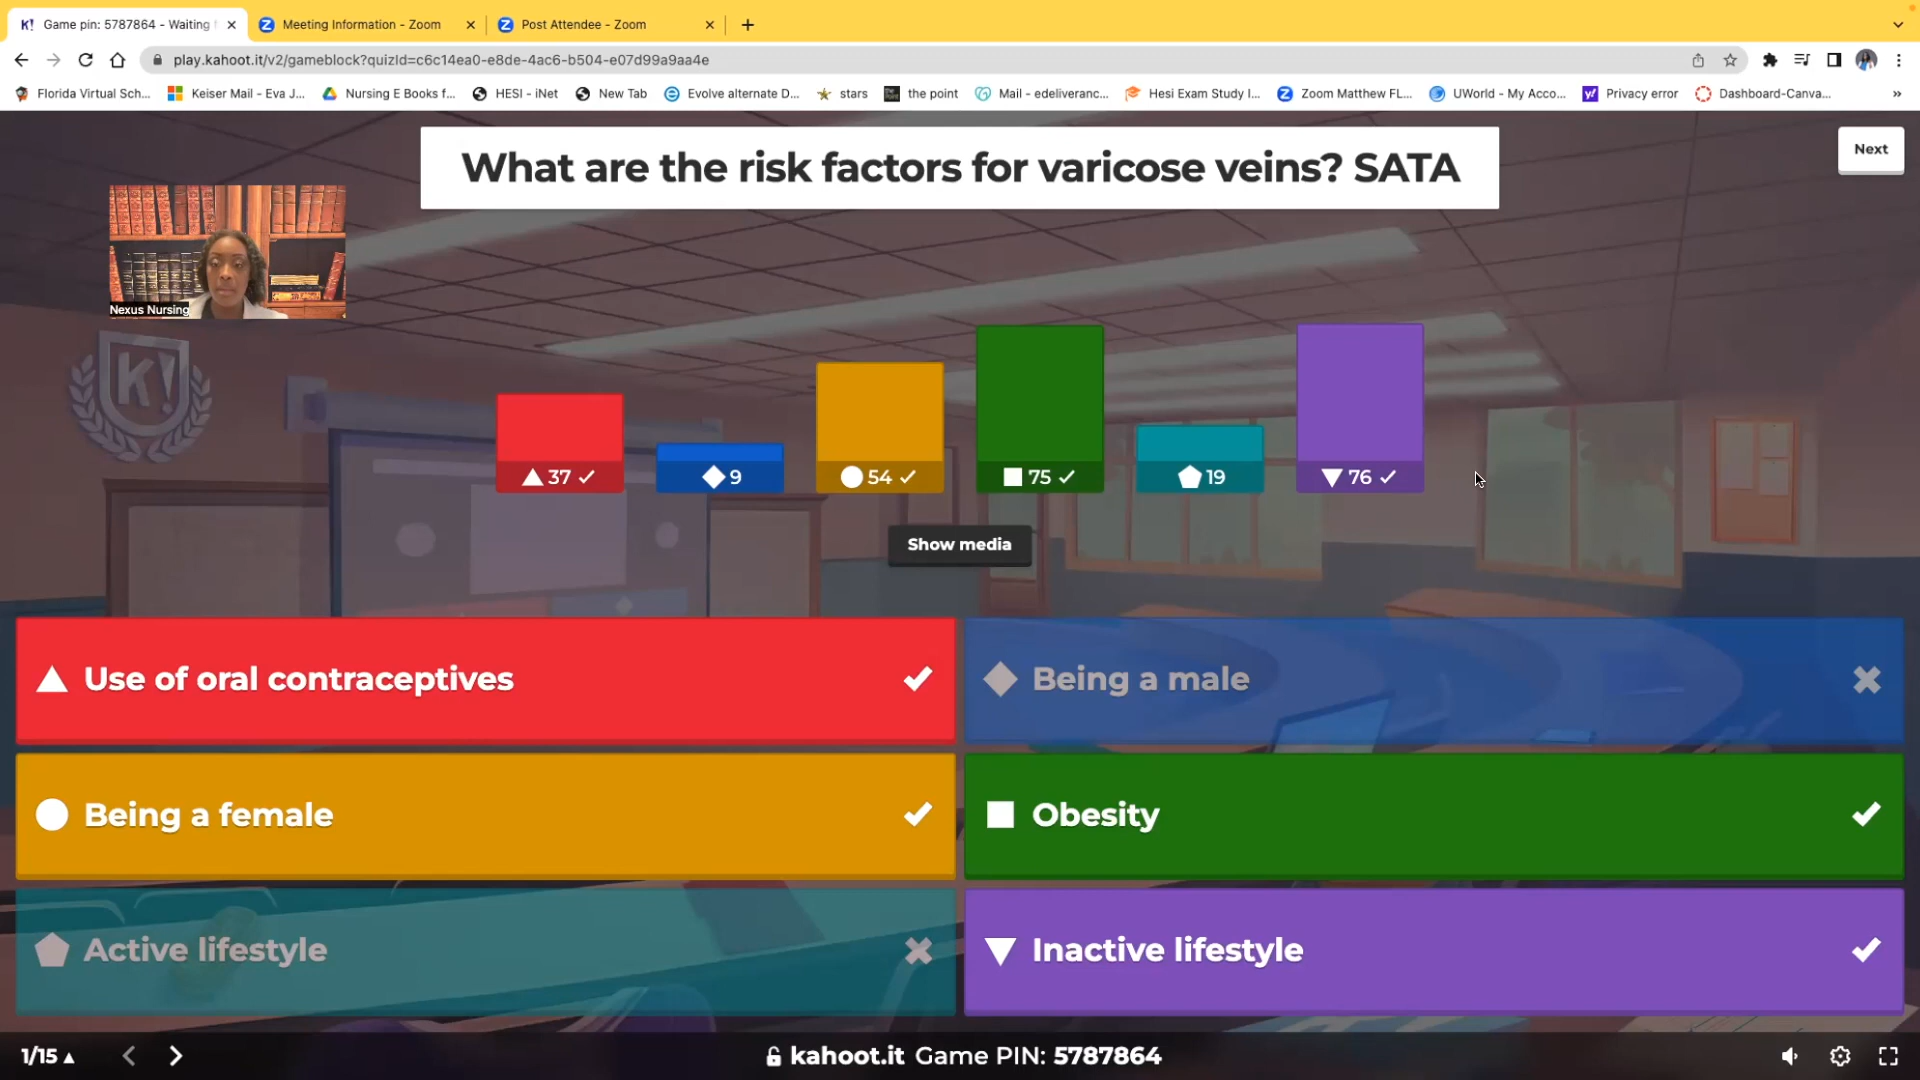 Game pin: 5787864 - Waiting
Meeting Information - Zoom
Post Attendee - Zoom
play.kahoot.it/v2/gameblock?quizId=c6c14ea0-e8de-4ac6-b504-e07d99a9aa4e
Florida Virtual Sch...
Keiser Mail - Eva J...
Nursing E Books f...
HESI - iNet
New Tab
Evolve alternate D...
stars
the point
Mail - edeliveranc...
Hesi Exam Study I...
Zoom Matthew FL...
UWorld - My Acco...
Privacy error
Dashboard-Canva...
What are the risk factors for varicose veins? SATA
Next
Nexus Nursing
K!
37
9
54
75
19
76
Show media
Use of oral contraceptives
Being a male
Being a female
Obesity
Active lifestyle
Inactive lifestyle
1/15
kahoot.it Game PIN: 5787864